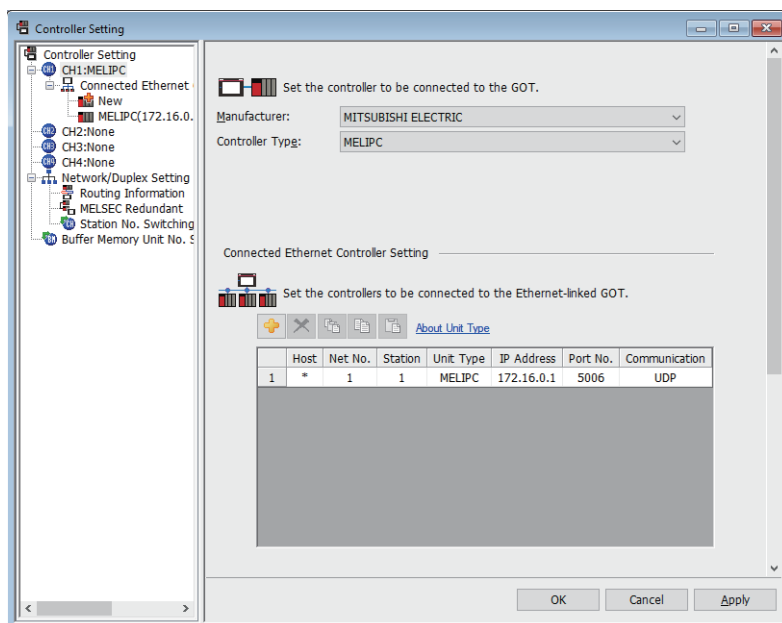 Controller Setting
Controller Setting
CH1:MELIPC
Connected Ethernet
New
MELIPC(172.16.0.
CH2:None
CH3:None
CH4:None
Network/Duplex Setting
Routing Information
MELSEC Redundant
Station No. Switching
Buffer Memory Unit No. S
Set the controller to be connected to the GOT.
Manufacturer: MITSUBISHI ELECTRIC
Controller Type: MELIPC
Connected Ethernet Controller Setting
Set the controllers to be connected to the Ethernet-linked GOT.
About Unit Type
Host Net No. Station Unit Type IP Address Port No. Communication
1 * 1 1 MELIPC 172.16.0.1 5006 UDP
OK Cancel Apply